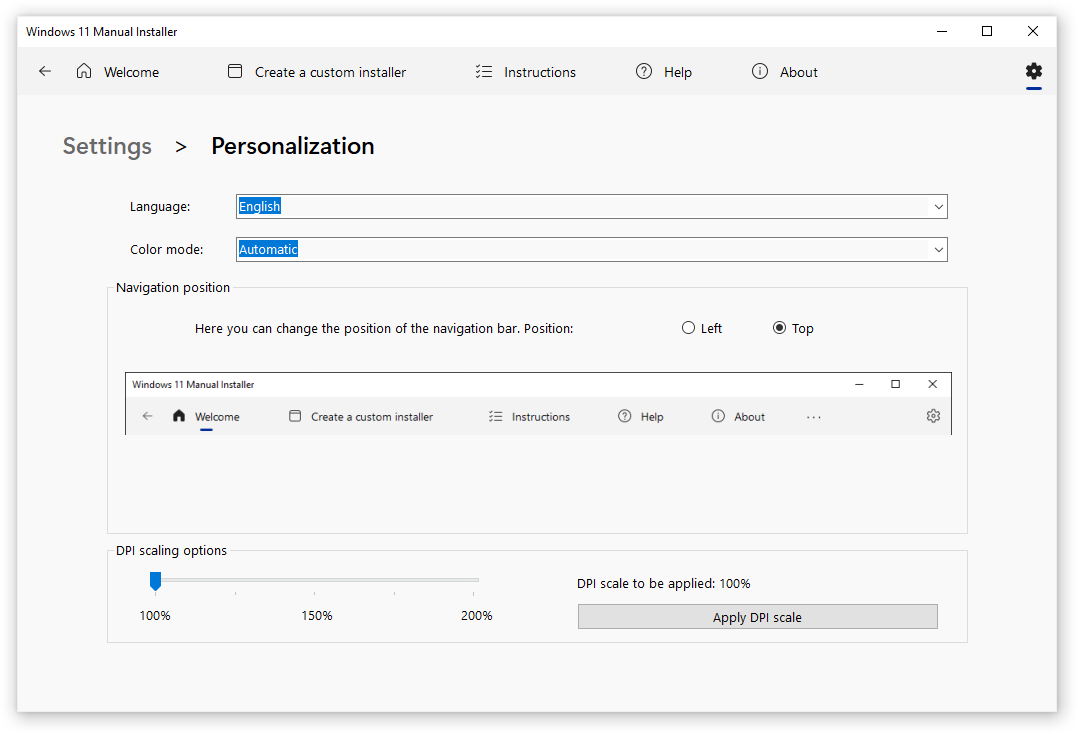 Windows 11 Manual Installer
Welcome Create a custom installer Instructions Help About
Settings > Personalization
Language: English
Color mode: Automatic
Navigation position
Here you can change the position of the navigation bar. Position: Left Top
Windows 11 Manual Installer
Welcome Create a custom installer Instructions Help About ...
DPI scaling options
DPI scale to be applied: 100%
100% 150% 200%
Apply DPI scale